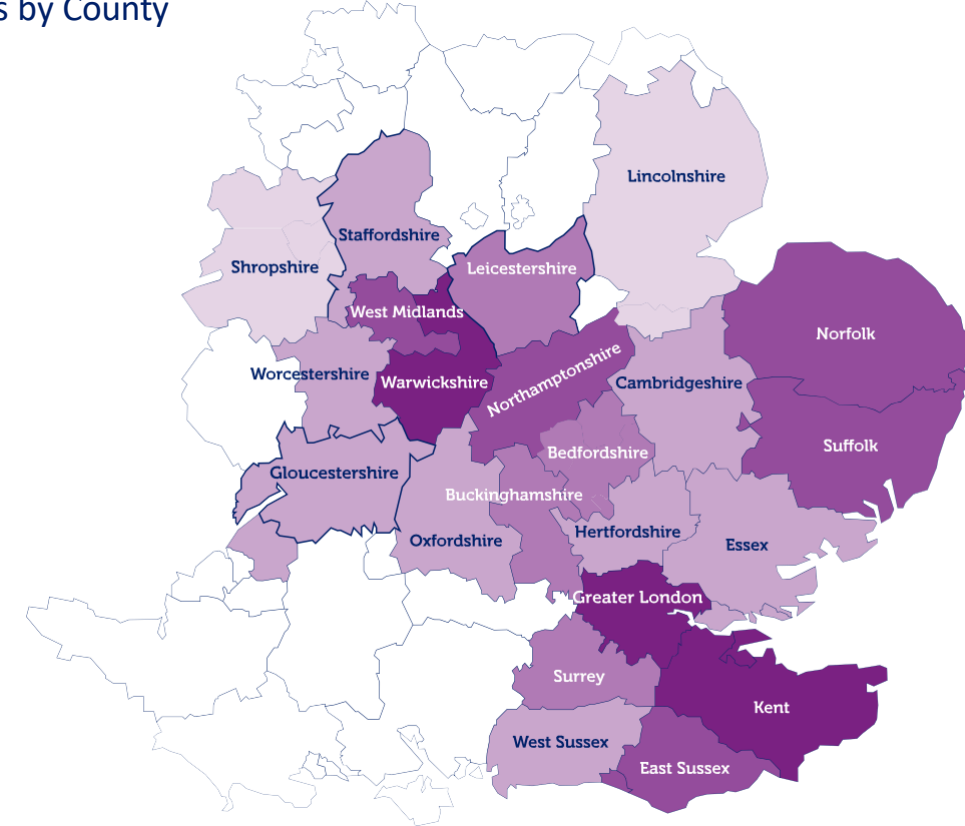 s by County
Lincolnshire
Staffordshire
Shropshire
Leicestershire
West Midlands
Norfolk
Worcestershire
Warwickshire
Northamptonshire
Cambridgeshire
Suffolk
Bedfordshire
Gloucestershire
Buckinghamshire
Hertfordshire
Oxfordshire
Essex
Greater London
Surrey
Kent
West Sussex
East Sussex